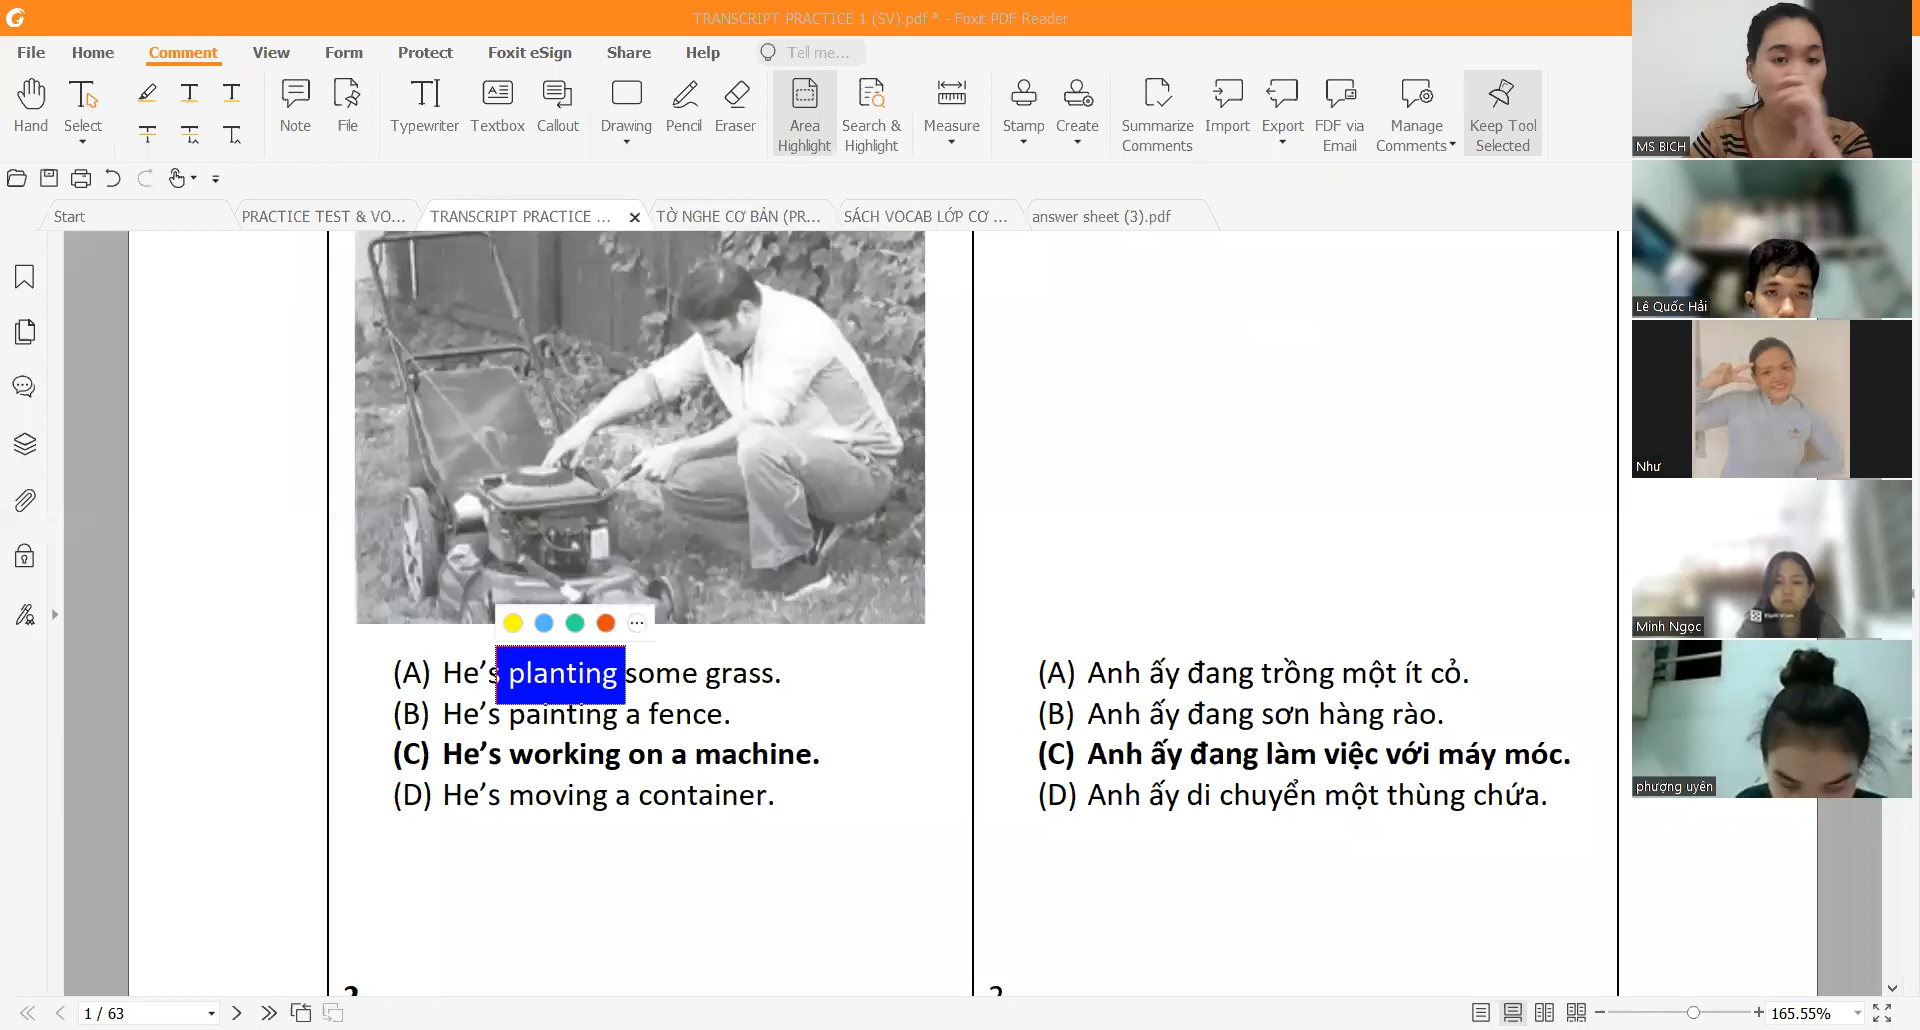 TRANSCRIPT PRACTICE 1 (SV).pdf * - Foxit PDF Reader
File Home Comment View Form Protect Foxit eSign Share Help Tell me...
Hand Select Note File Typewriter Textbox Callout Drawing Pencil Eraser Area Highlight Search & Highlight Measure Stamp Create Summarize Comments Import Export FDF via Email Manage Comments Keep Tool Selected
Start PRACTICE TEST & VO... TRANSCRIPT PRACTICE ... TỜ NGHE CƠ BẢN (PR... SÁCH VOCAB LỚP CƠ ... answer sheet (3).pdf
MS BICH
Lê Quốc Hải
Như
Minh Ngọc
phượng uyên
(A) He’s planting some grass.
(B) He’s painting a fence.
(C) He’s working on a machine.
(D) He’s moving a container.
(A) Anh ấy đang trồng một ít cỏ.
(B) Anh ấy đang sơn hàng rào.
(C) Anh ấy đang làm việc với máy móc.
(D) Anh ấy di chuyển một thùng chứa.
1 / 63
165.55%